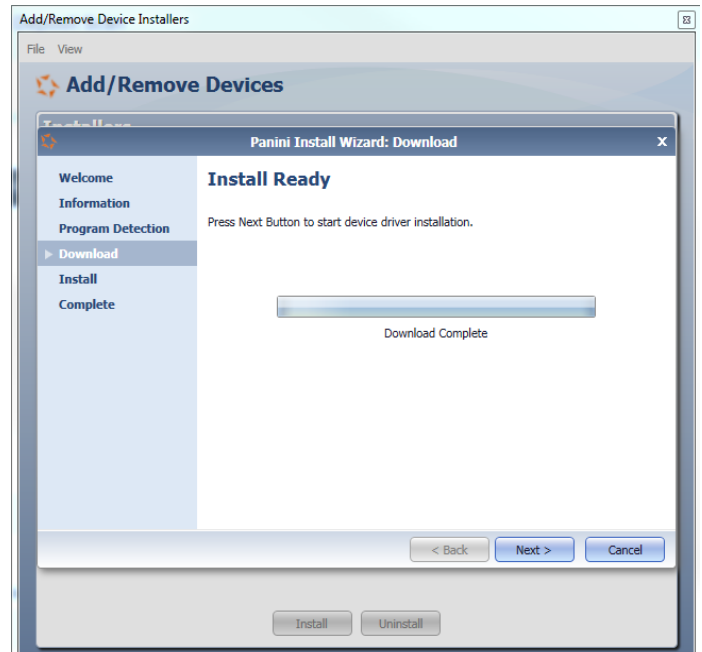 Add/Remove Device Installers
File View
Add/Remove Devices
Installers
Panini Install Wizard: Download
x
Welcome
Information
Program Detection
Download
Install
Complete
Install Ready
Press Next Button to start device driver installation.
Download Complete
< Back Next > Cancel
Install Uninstall